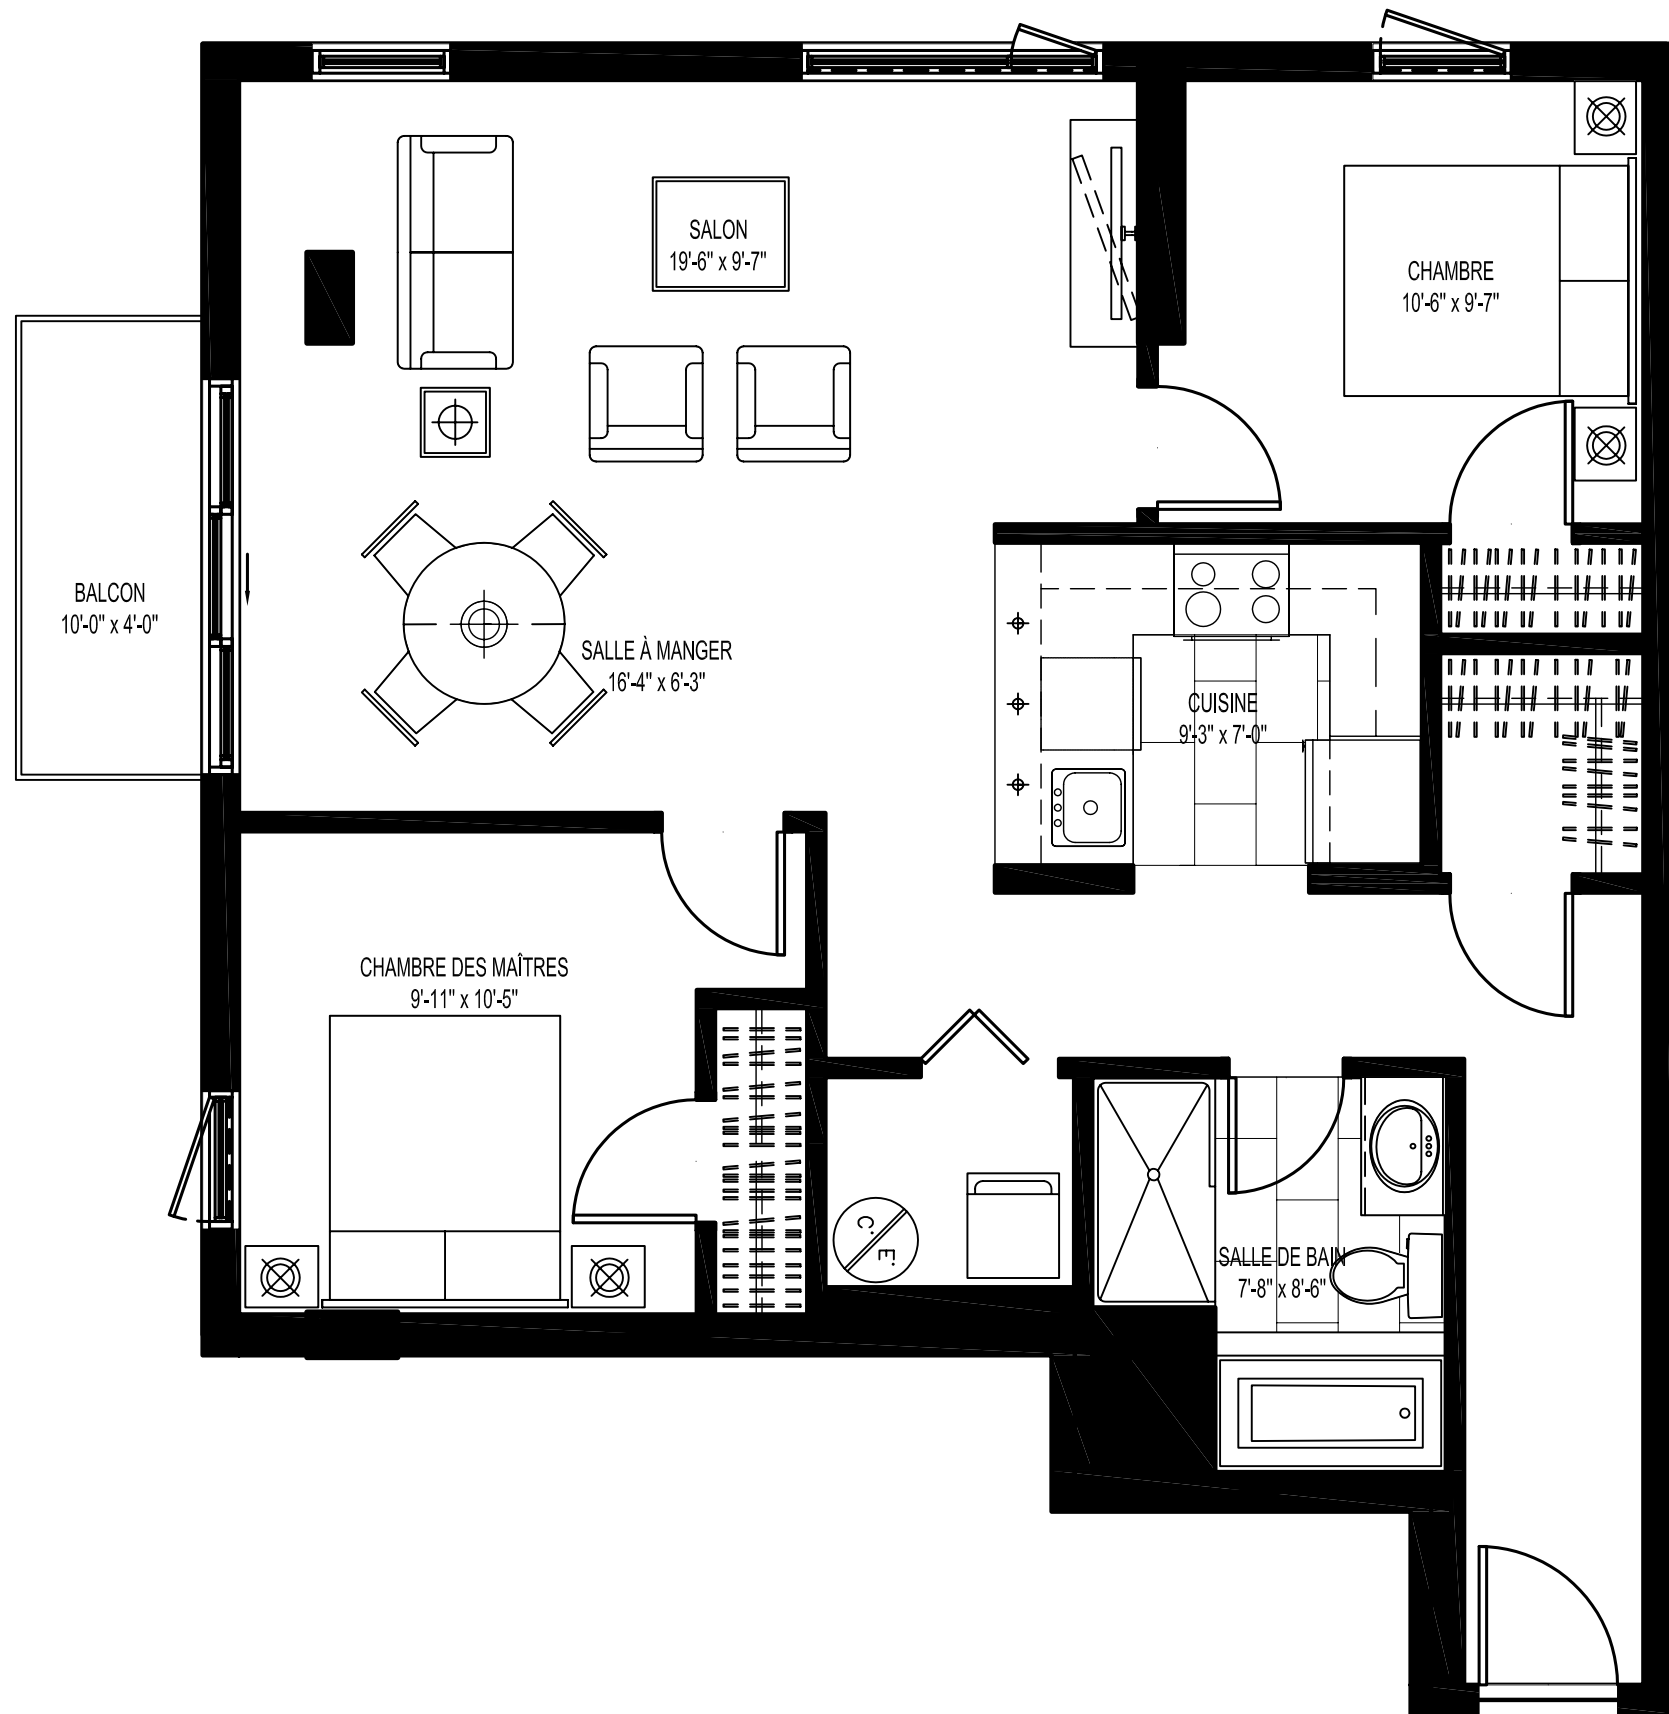 SALON
19'-6" x 9'-7"
CHAMBRE
10'-6" x 9'-7"
BALCON
10'-0" x 4'-0"
SALLE À MANGER
16'-4" x 6'-3"
CUISINE
9'-3" x 7'-0"
CHAMBRE DES MAÎTRES
9'-11" x 10'-5"
C.
E.
SALLE DE BAIN
7'-8" x 8'-6"